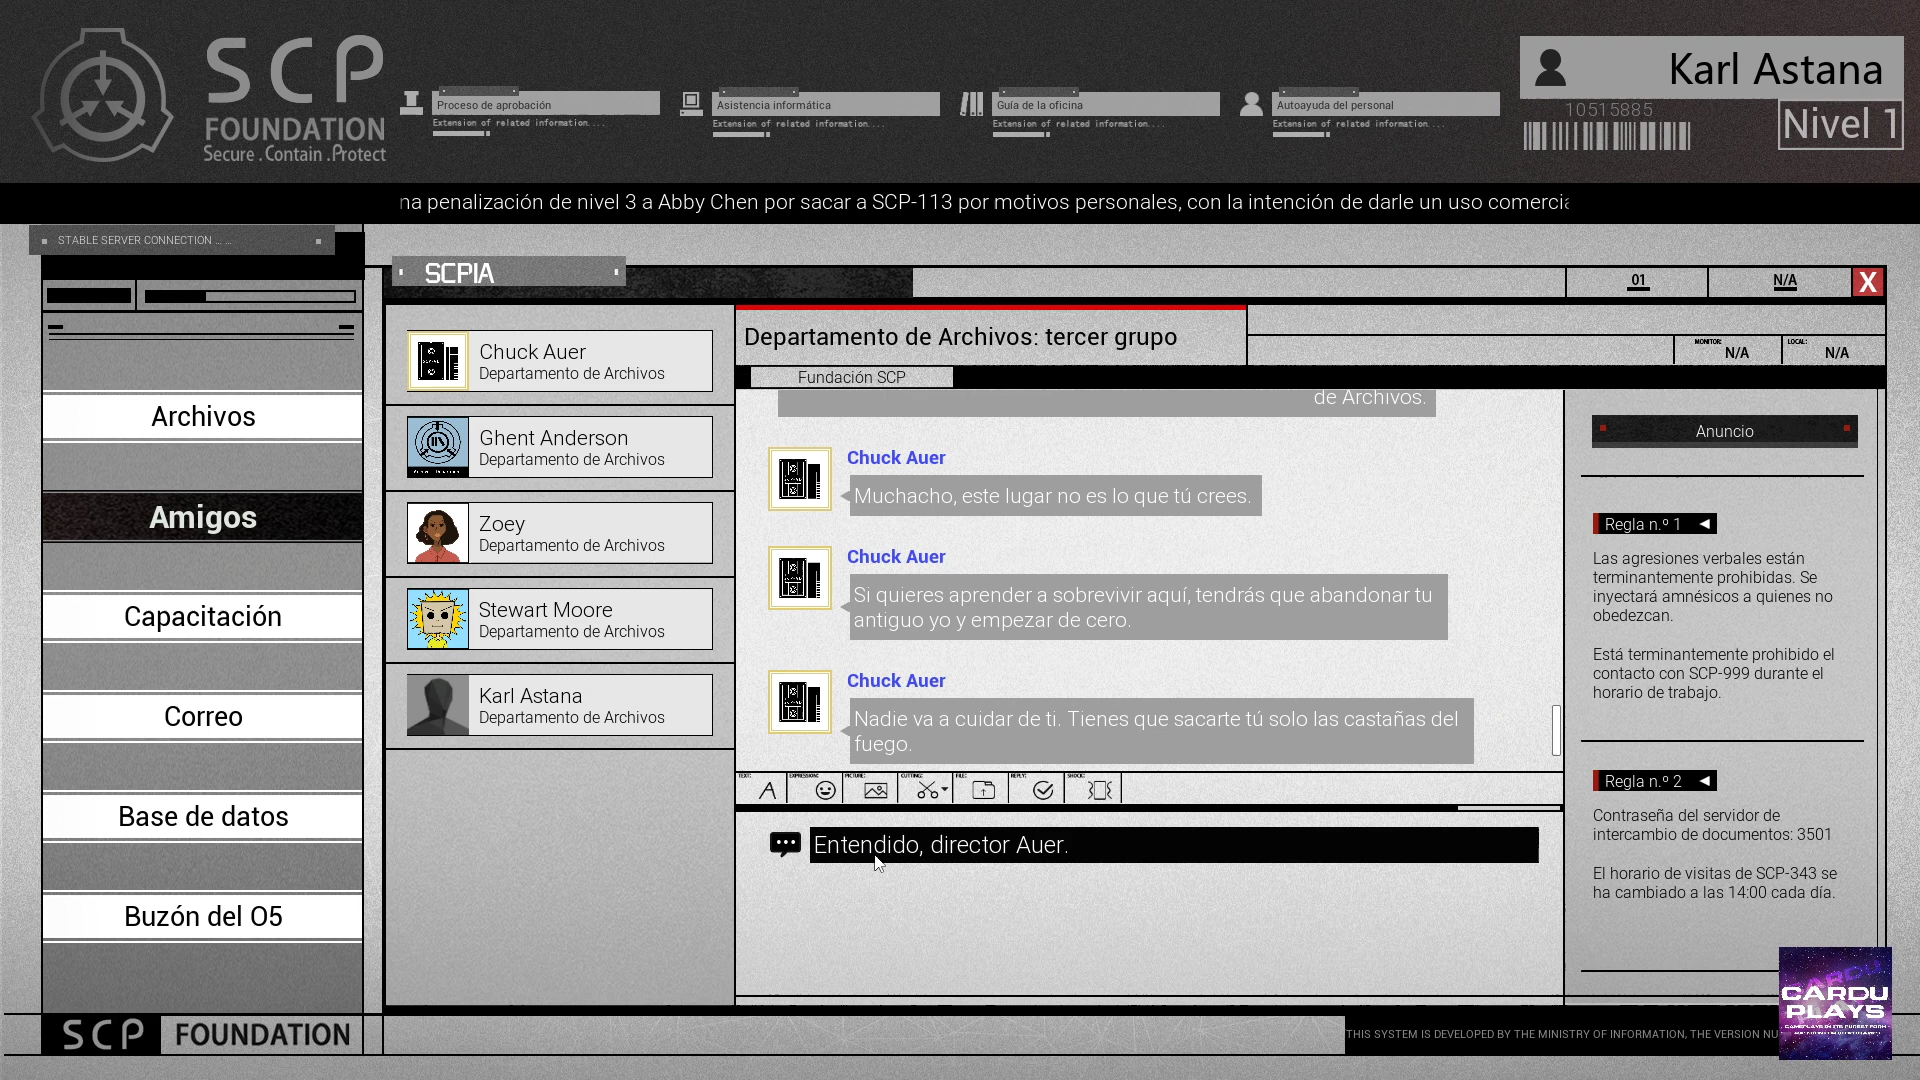 SCP
FOUNDATION
Secure . Contain .Protect
Proceso de aprobación
Extension of related information....
Asistencia informática
Extension of related information....
Guía de la oficina
Extension of related information....
Autoayuda del personal
Extension of related information....
Karl Astana
10515885
Nivel 1
na penalización de nivel 3 a Abby Chen por sacar a SCP-113 por motivos personales, con la intención de darle un uso comercia
STABLE SERVER CONNECTION ... ...
SCPIA
01
N/A
X
Archivos
Amigos
Capacitación
Correo
Base de datos
Buzón del O5
Chuck Auer
Departamento de Archivos
Ghent Anderson
Departamento de Archivos
Zoey
Departamento de Archivos
Stewart Moore
Departamento de Archivos
Karl Astana
Departamento de Archivos
Departamento de Archivos: tercer grupo
MONITOR:
N/A
LOCAL:
N/A
Fundación SCP
de Archivos.
Chuck Auer
Muchacho, este lugar no es lo que tú crees.
Chuck Auer
Si quieres aprender a sobrevivir aquí, tendrás que abandonar tu
antiguo yo y empezar de cero.
Chuck Auer
Nadie va a cuidar de ti. Tienes que sacarte tú solo las castañas del
fuego.
TEXT:
EXPRESSION:
PICTURE:
CUTTING:
FILE:
REPLY:
SHOCK:
Entendido, director Auer.
Anuncio
Regla n.º 1
Las agresiones verbales están
terminantemente prohibidas. Se
inyectará amnésicos a quienes no
obedezcan.
Está terminantemente prohibido el
contacto con SCP-999 durante el
horario de trabajo.
Regla n.º 2
Contraseña del servidor de
intercambio de documentos: 3501
El horario de visitas de SCP-343 se
ha cambiado a las 14:00 cada día.
SCP FOUNDATION
THIS SYSTEM IS DEVELOPED BY THE MINISTRY OF INFORMATION, THE VERSION NU
CARDU
CARDU
PLAYS